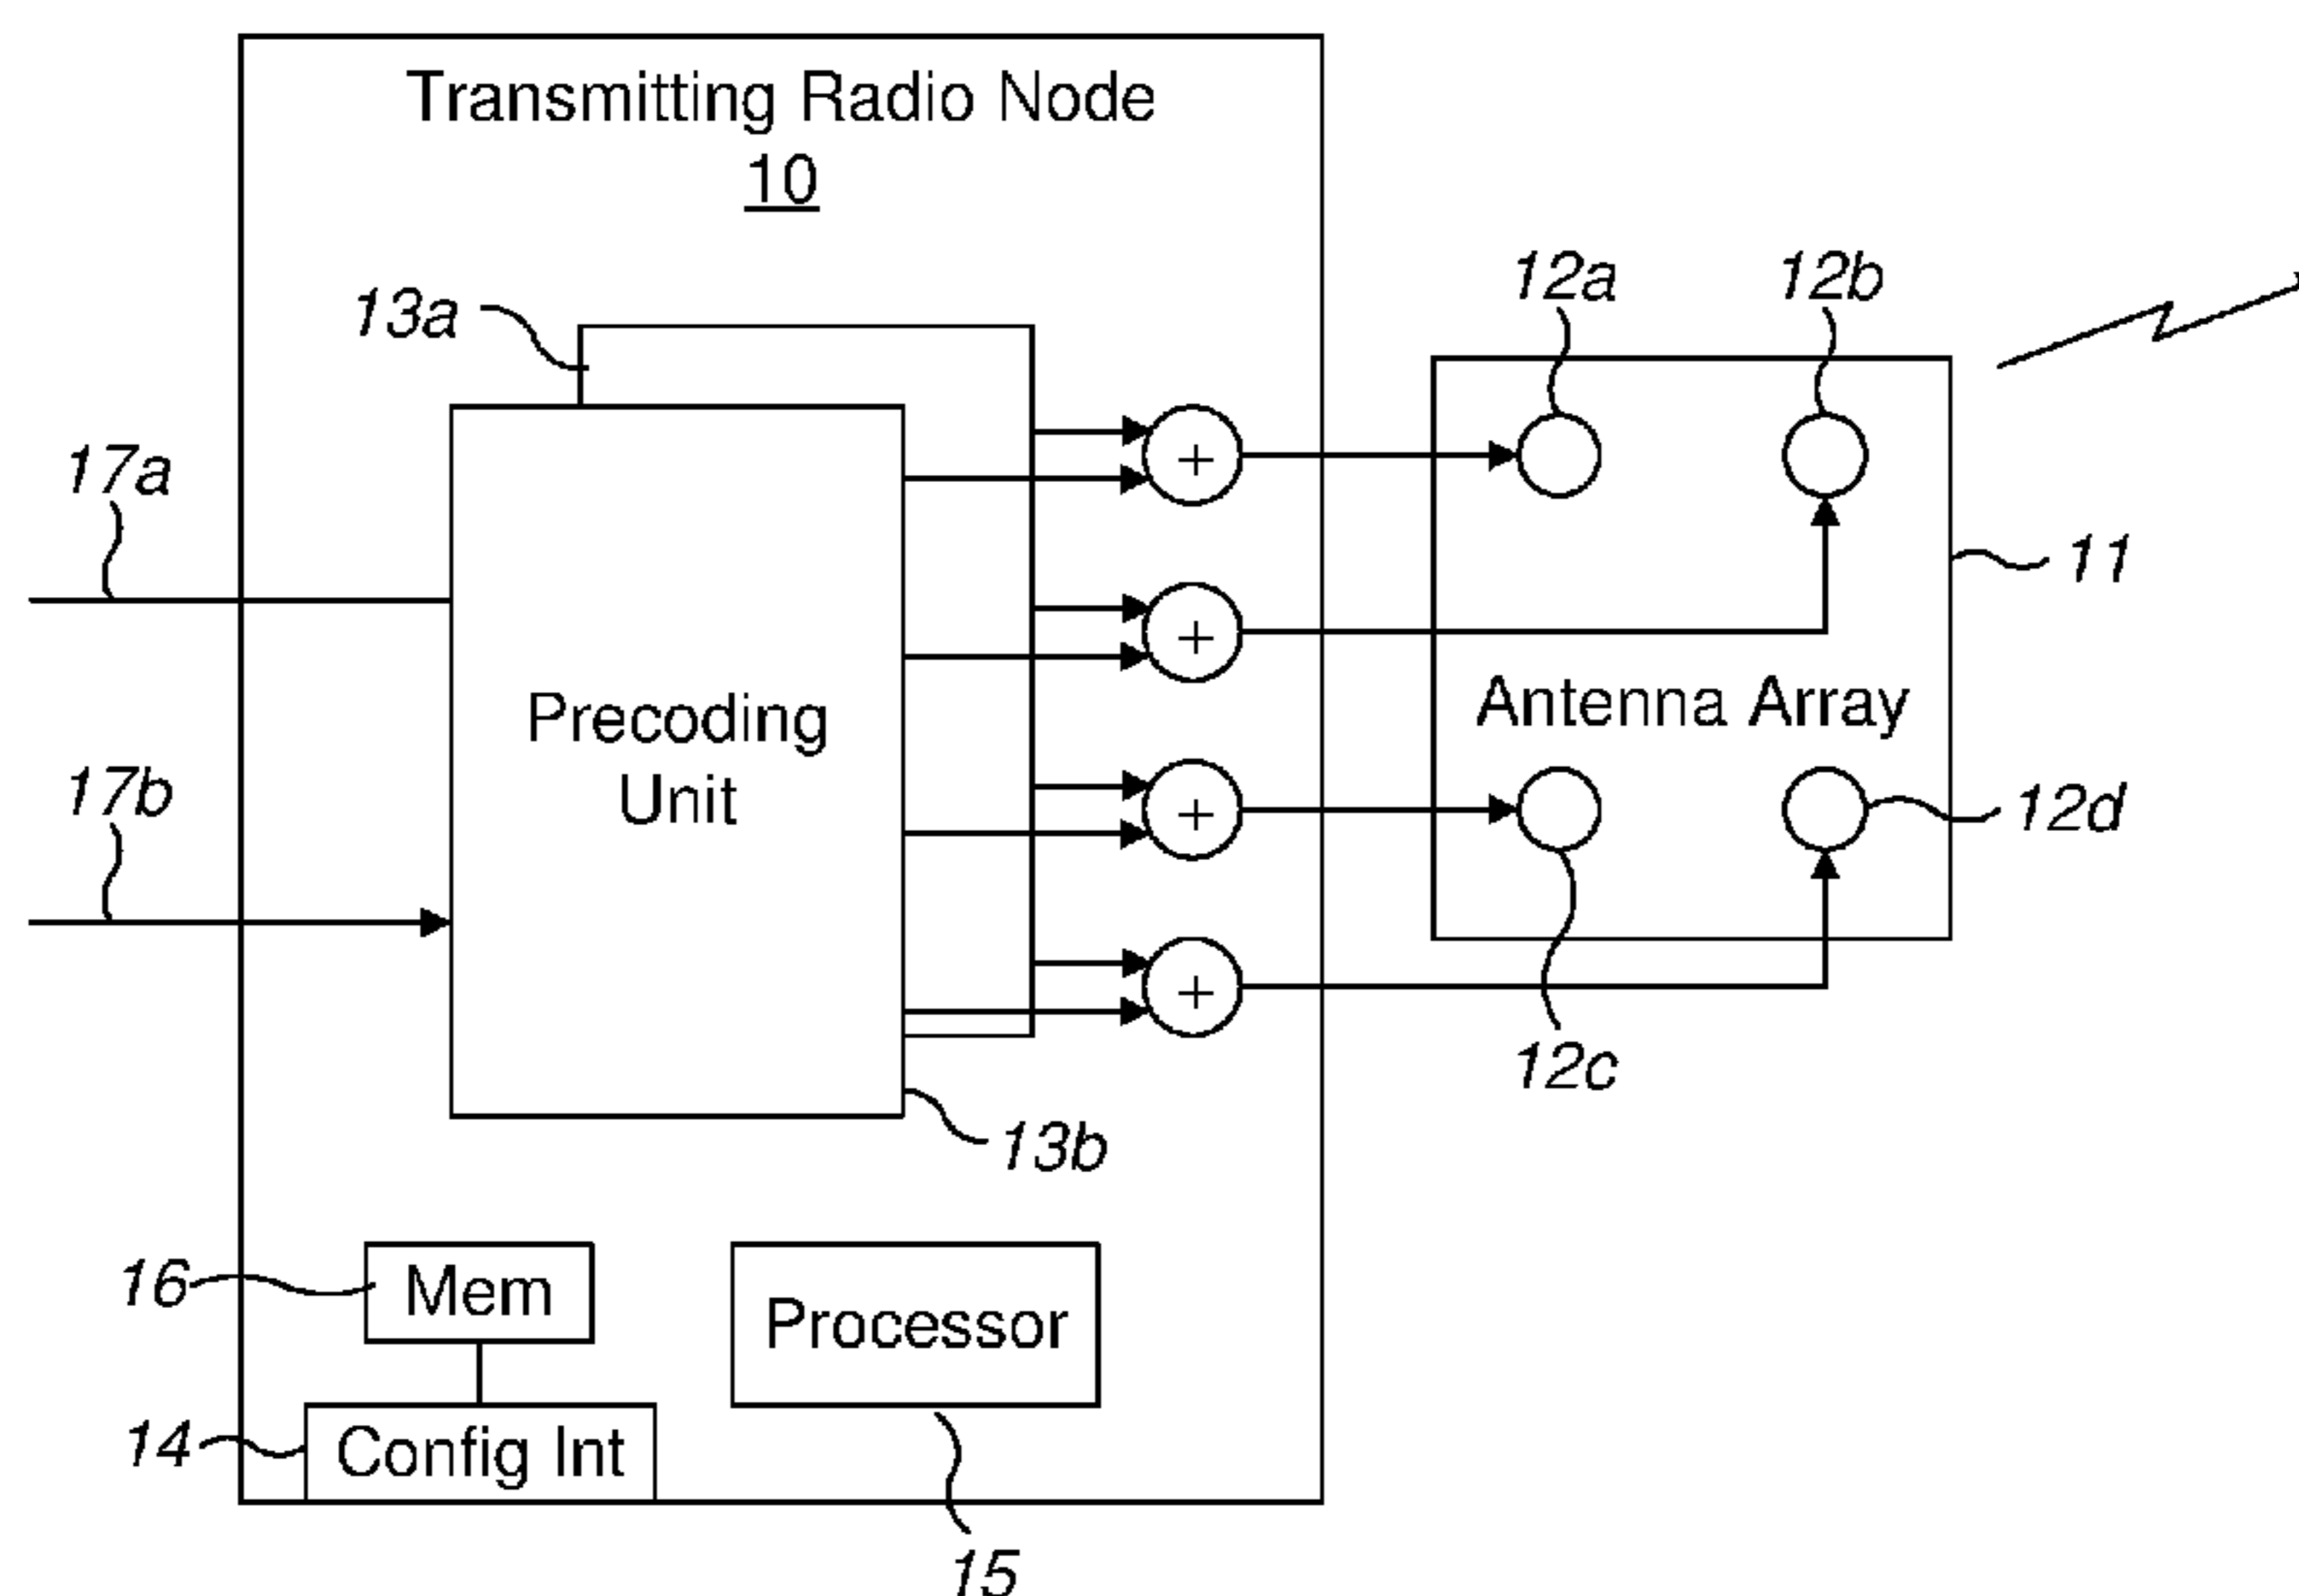 Transmitting Radio Node
10
12a
12b
13a
17a
+
11
+
Antenna Array
Precoding
Unit
17b
12d
+
+
12c
13b
16
Mem
Processor
14
Config Int
15